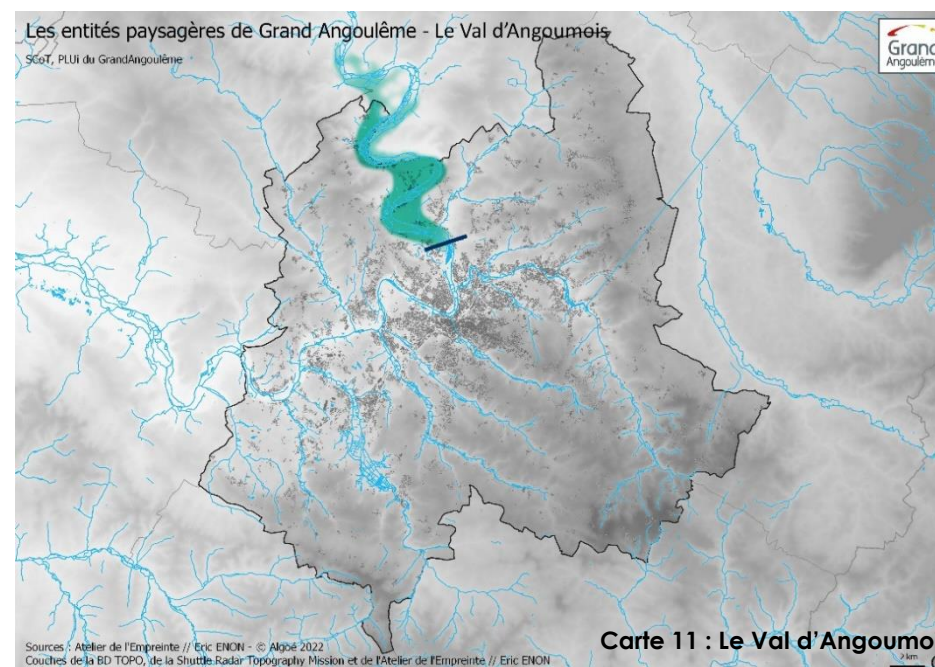 Les entités paysagères de Grand Angoulême - Le Val d'Angoumois
SCoT, PLUi du GrandAngoulême
Grand
Angoulême
Sources : Atelier de l'Empreinte // Eric ENON - © Algoé 2022
Couches de la BD TOPO, de la Shuttle Radar Topography Mission et de l'Atelier de l'Empreinte // Eric ENON
Carte 11 : Le Val d'Angoumo
2 km